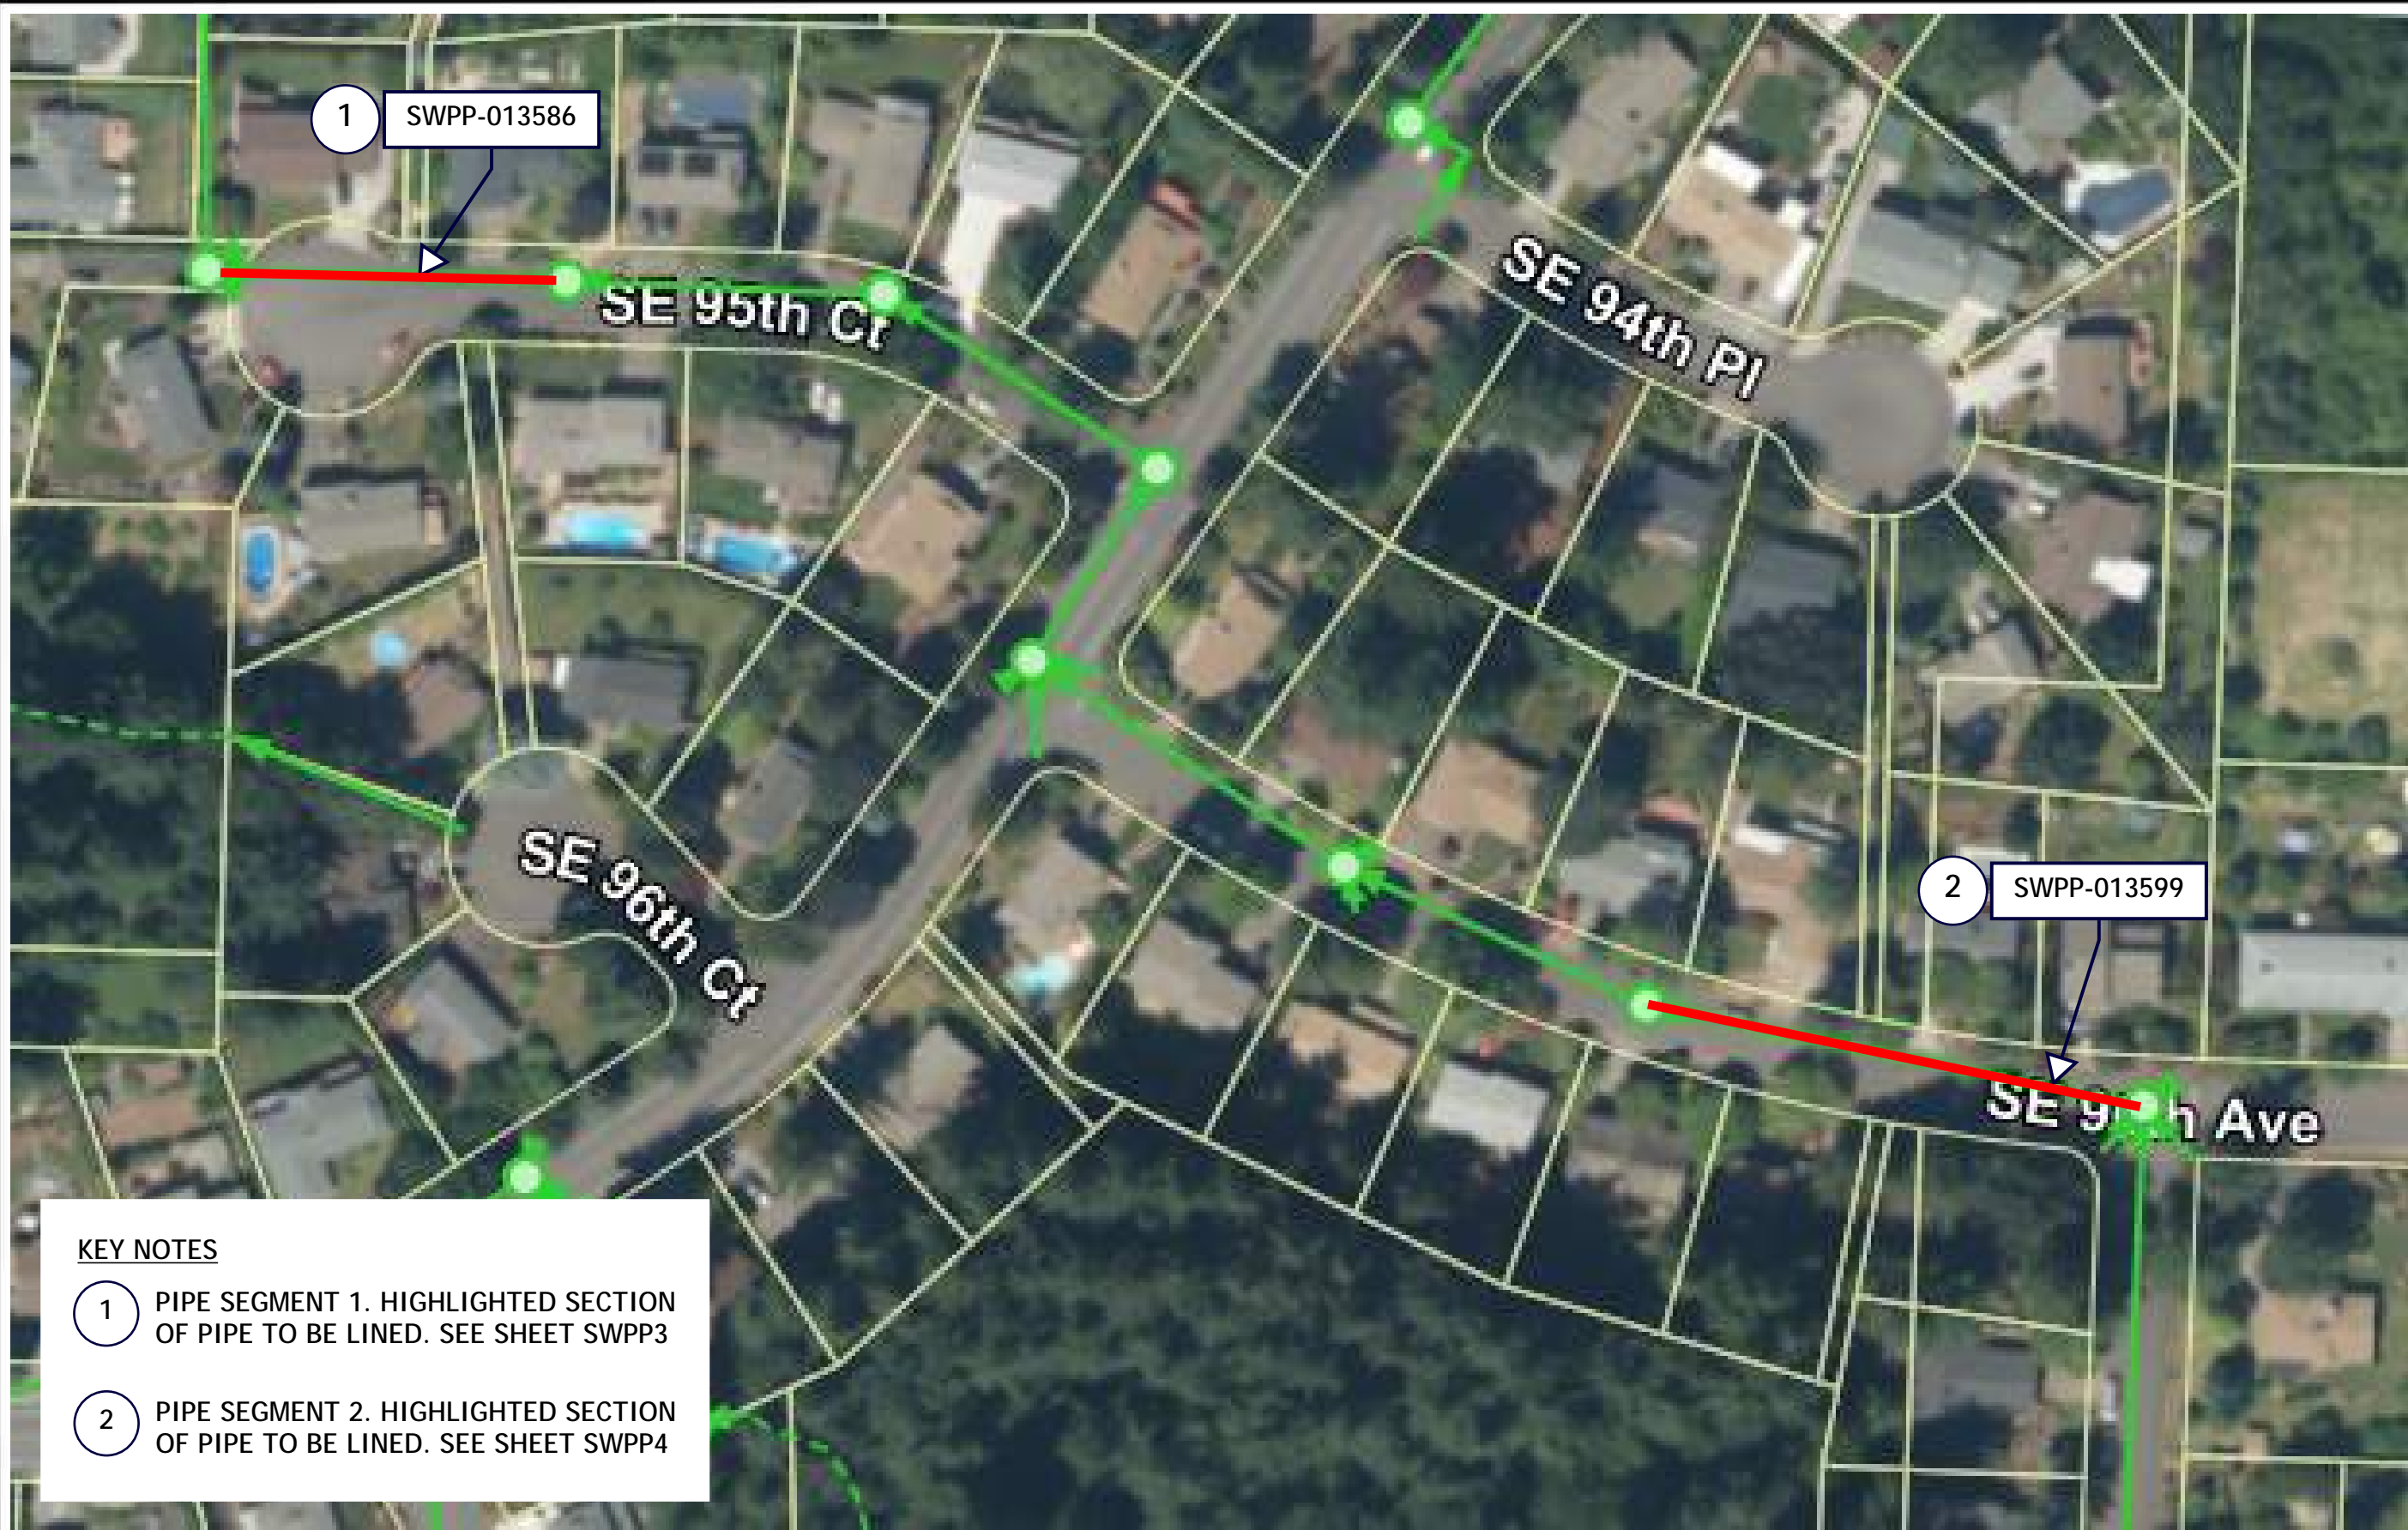 1
SWPP-013586
SE 95th Ct
SE 94th Pl
SE 96th Ct
2
SWPP-013599
SE
Ave
KEY NOTES
1 PIPE SEGMENT 1. HIGHLIGHTED SECTION
OF PIPE TO BE LINED. SEE SHEET SWPP3
2 PIPE SEGMENT 2. HIGHLIGHTED SECTION
OF PIPE TO BE LINED. SEE SHEET SWPP4